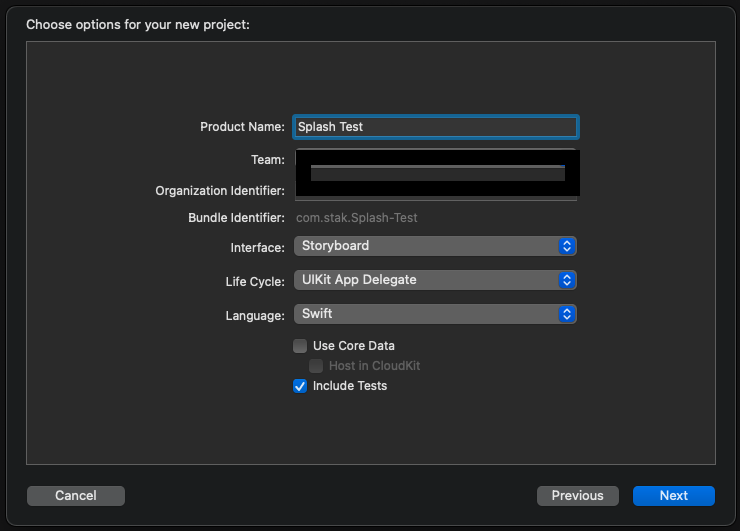 Choose options for your new project:
Product Name: Splash Test
Team:
Organization Identifier:
Bundle Identifier: com.stak.Splash-Test
Interface: Storyboard
Life Cycle: UIKit App Delegate
Language: Swift
Use Core Data
Host in CloudKit
Include Tests
Cancel Previous Next